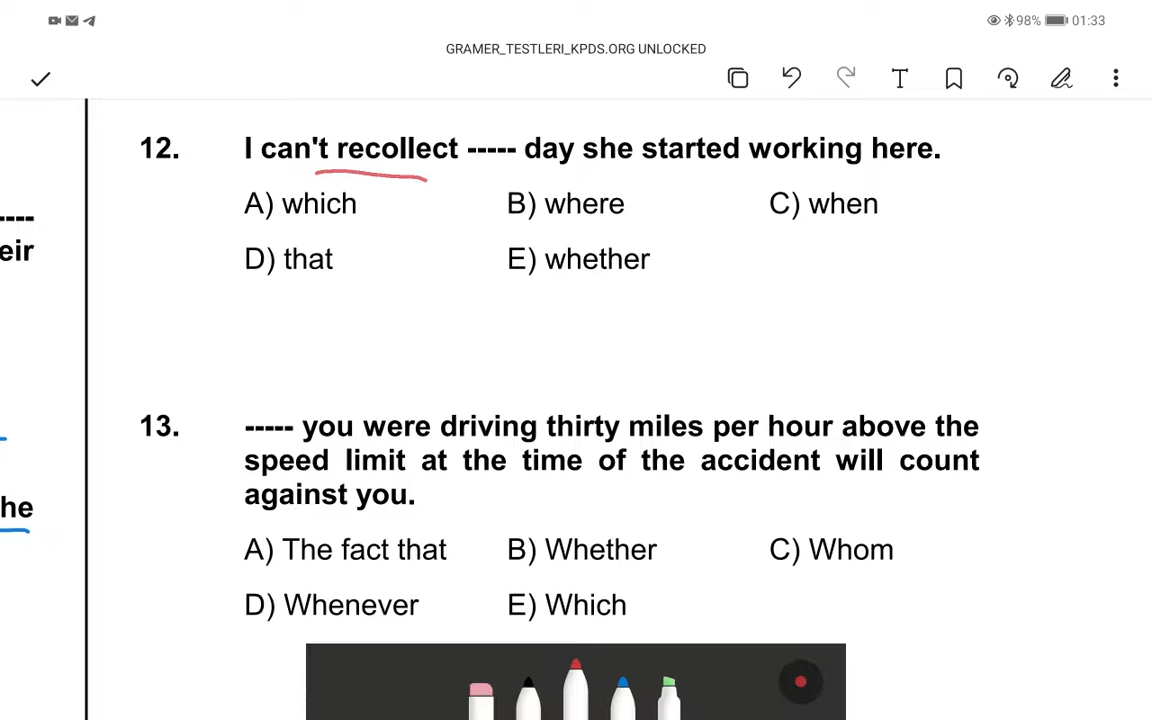 98% 01:33
GRAMER_TESTLERI_KPDS.ORG UNLOCKED
T
12. I can't recollect ----- day she started working here.
A) which B) where C) when
D) that E) whether
----
eir
13. ----- you were driving thirty miles per hour above the
speed limit at the time of the accident will count
against you.
he
A) The fact that B) Whether C) Whom
D) Whenever E) Which